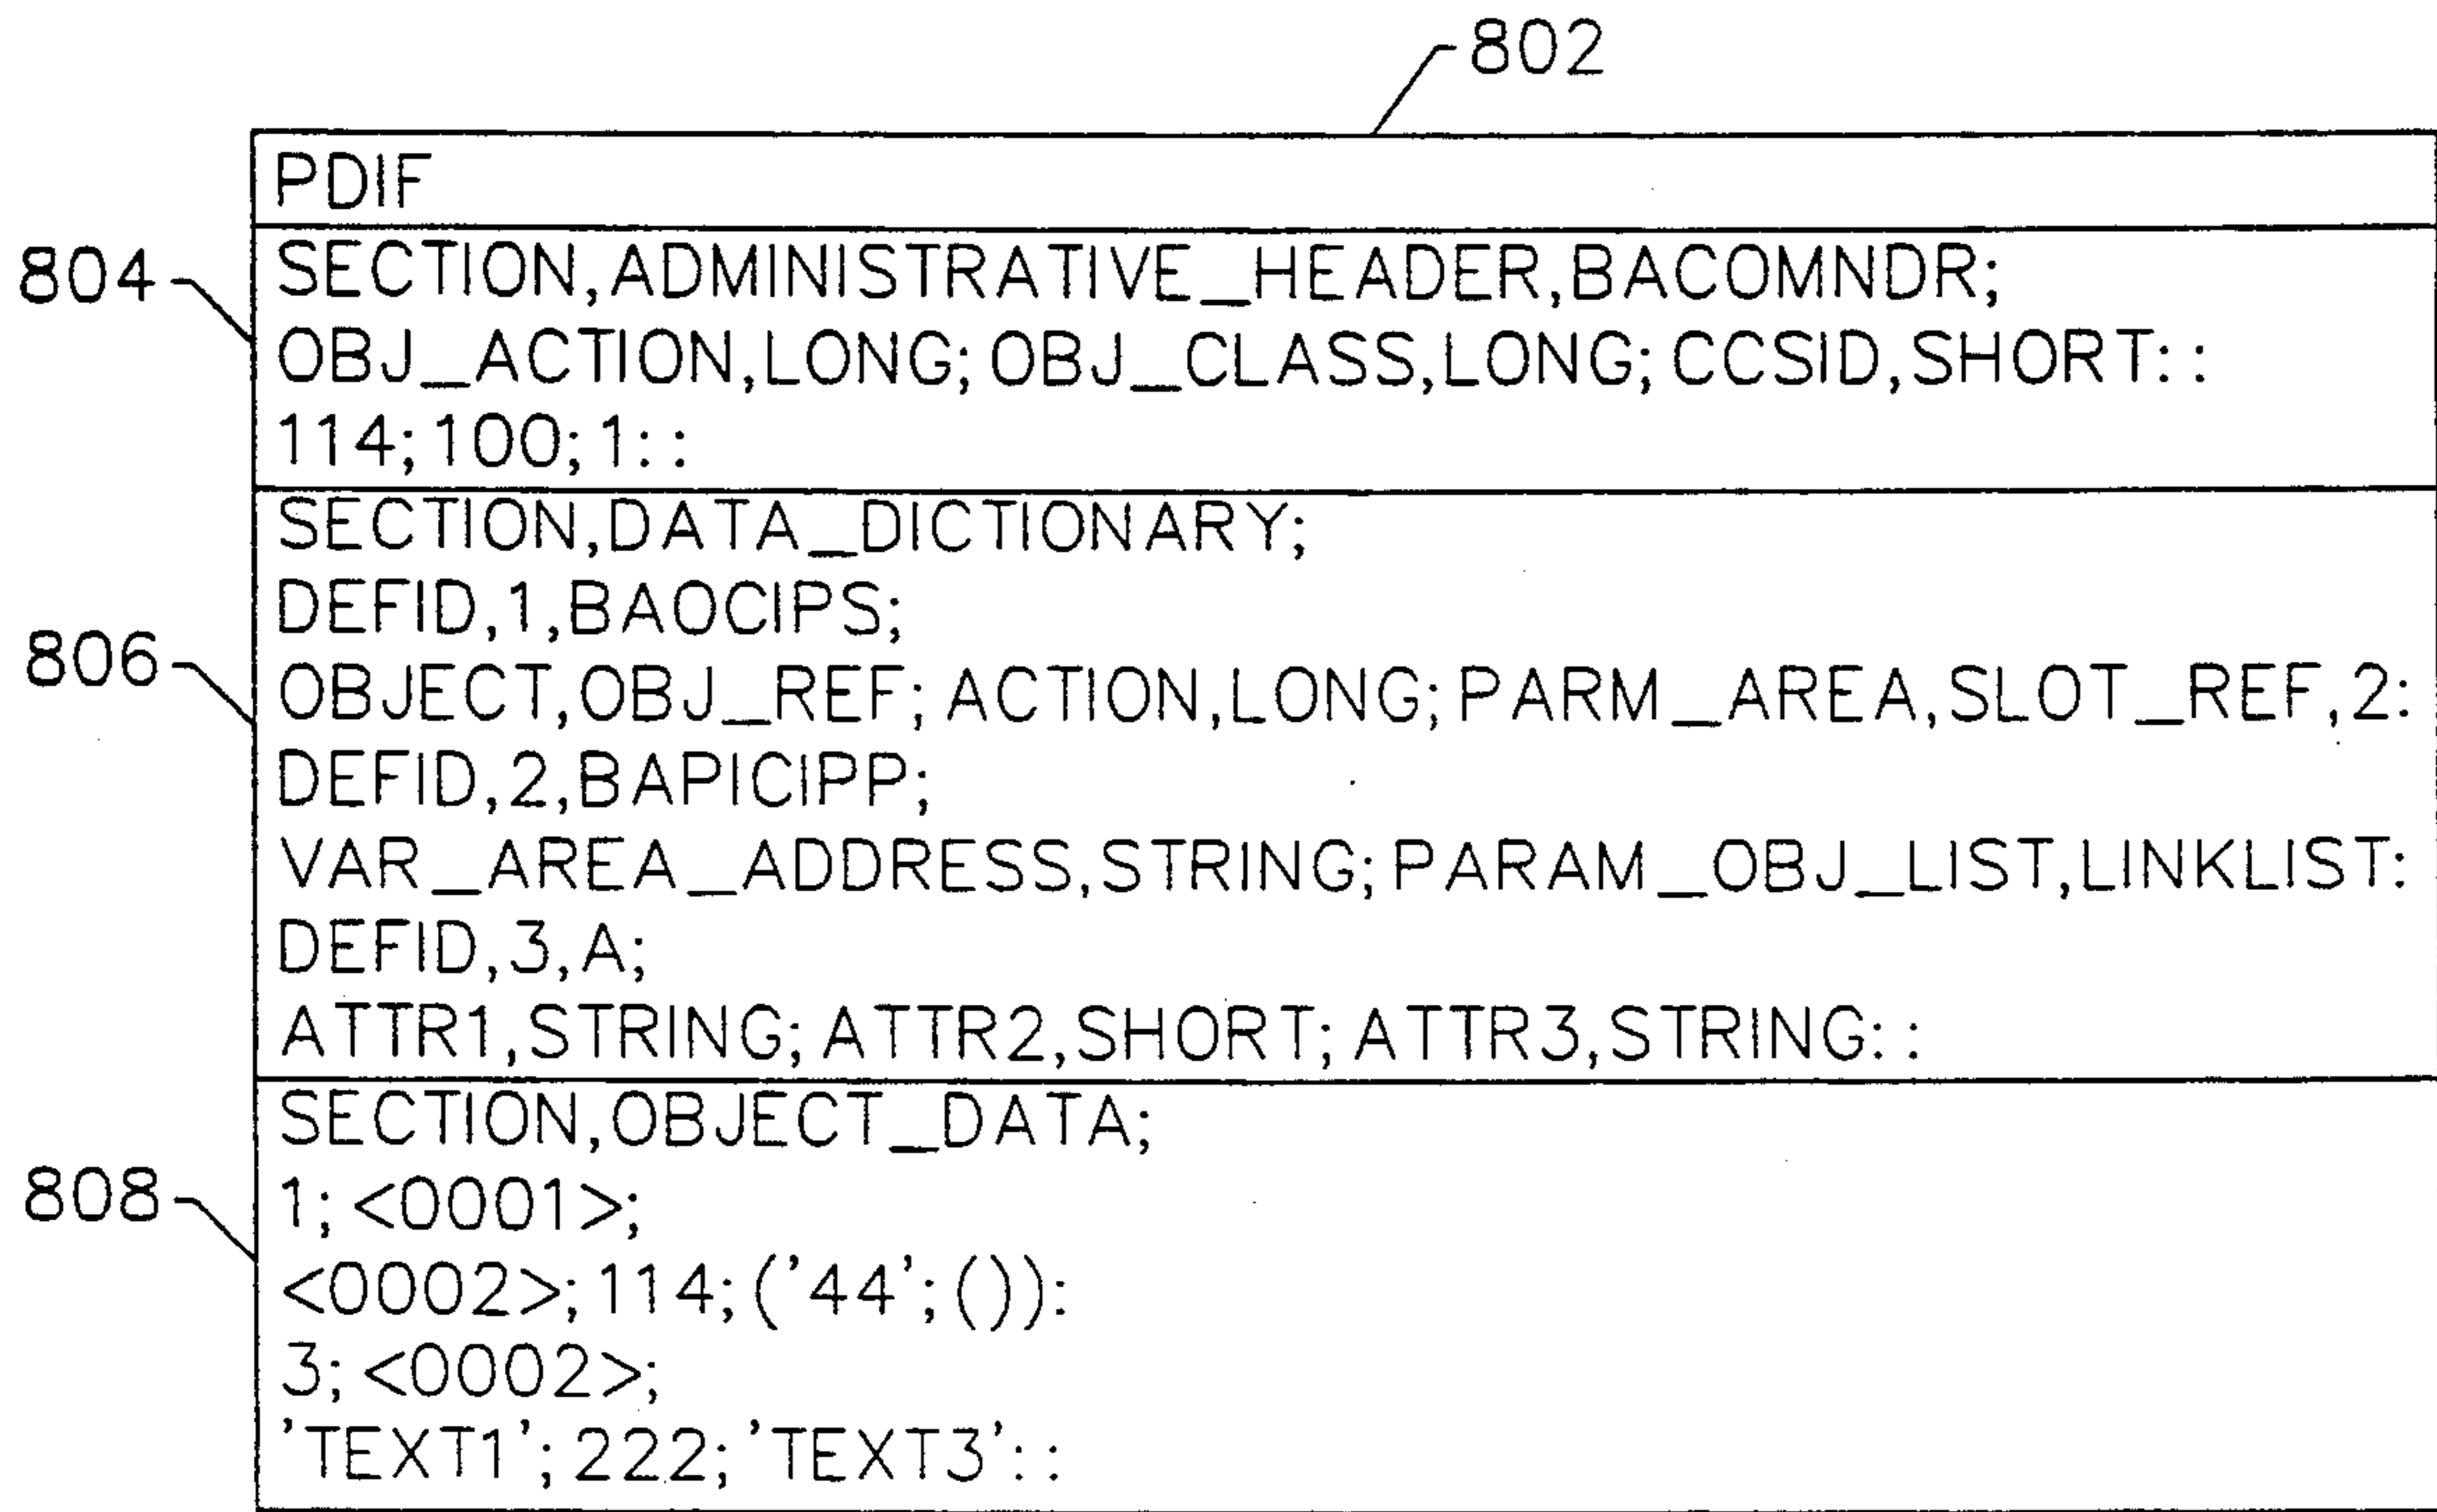 802
PDIF
804
SECTION,ADMINISTRATIVE_HEADER,BACOMNDR;
OBJ_ACTION,LONG;OBJ_CLASS,LONG;CCSID,SHORT::
114;100;1::
806
SECTION,DATA_DICTIONARY;
DEFID,1,BAOCIPS;
OBJECT,OBJ_REF;ACTION,LONG;PARM_AREA,SLOT_REF,2:
DEFID,2,BAPICIPP;
VAR_AREA_ADDRESS,STRING;PARAM_OBJ_LIST,LINKLIST:
DEFID,3,A;
ATTR1,STRING;ATTR2,SHORT;ATTR3,STRING::
808
SECTION,OBJECT_DATA;
1;<0001>;
<0002>;114;('44';()):
3;<0002>;
'TEXT1';222;'TEXT3'::